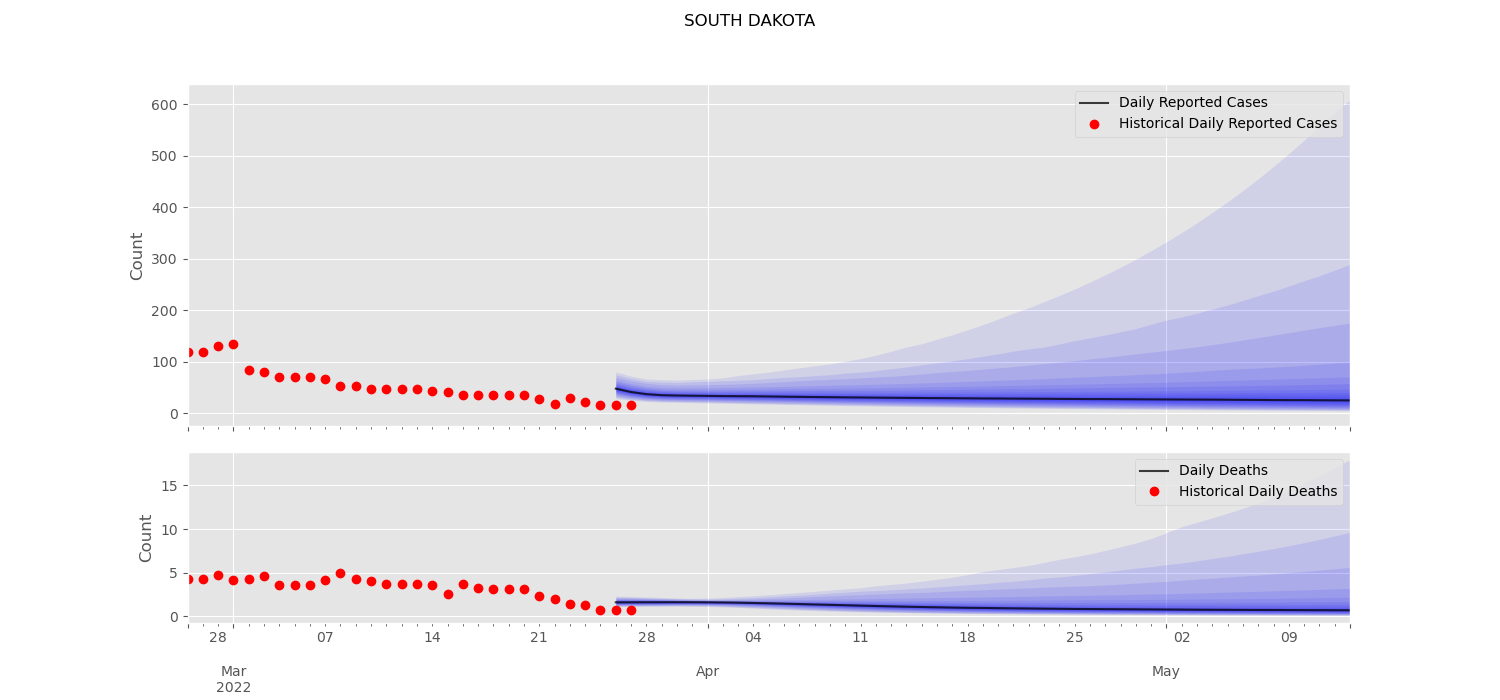 SOUTH DAKOTA
600
500
400
300
200
100
0
Count
Daily Reported Cases
Historical Daily Reported Cases
15
10
5
0
Count
Daily Deaths
Historical Daily Deaths
28 07 14 21 28 04 11 18 25 02 09
Mar Apr May
2022